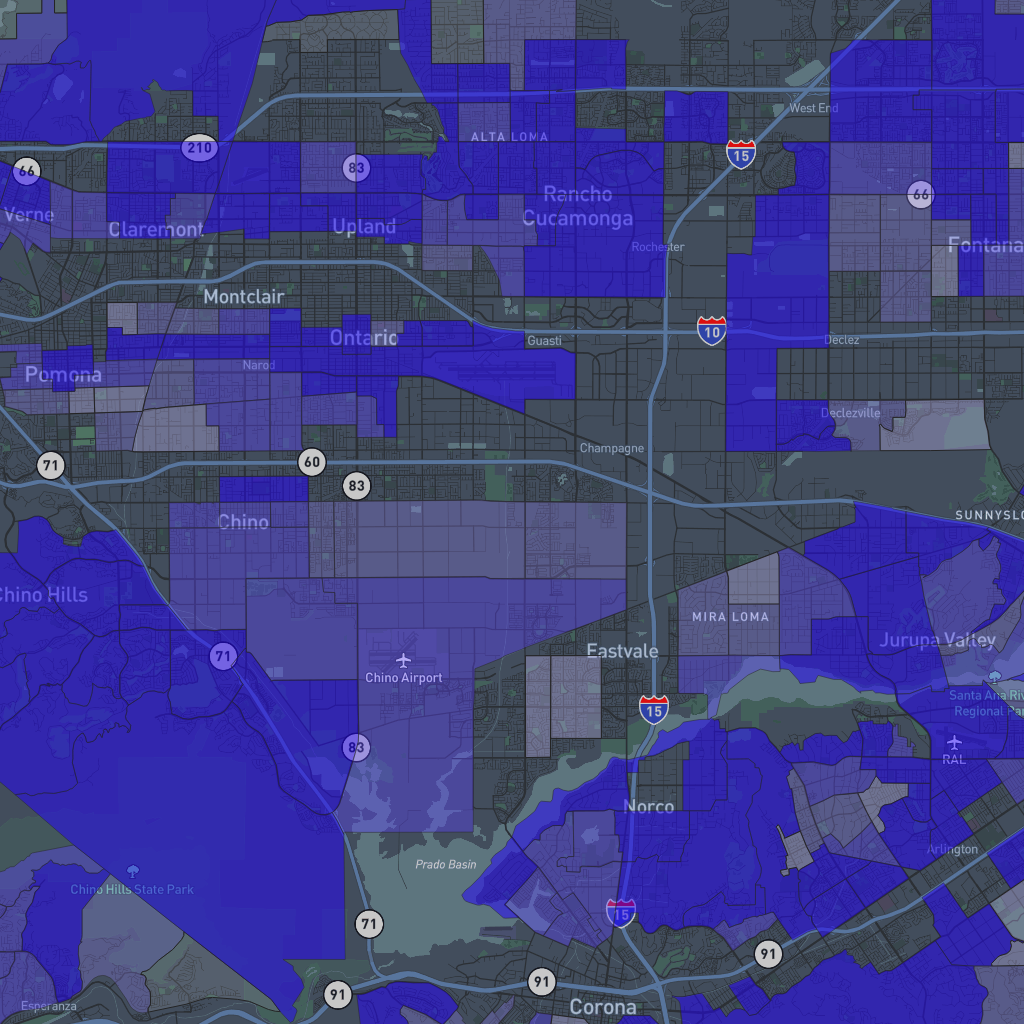 West End
ALTA LOMA
210
15
83
66
66
Rancho
Cucamonga
Verne
Claremont
Upland
Rochester
Fontana
Montclair
10
Ontaric
Guasti
Declez
Narod
Pomona
Declezville
Champagne
71
60
83
SUNNYSLO
Chino
Chino Hills
MIRA LOMA
Jurupa Valley
Eastvale
71
Chino Airport
Santa Ana Riv
Regional Par
15
83
RAL
Norco
Arlington
Prado Basin
Chino Hills State Park
15
71
91
91
91
Esperanza
Corona